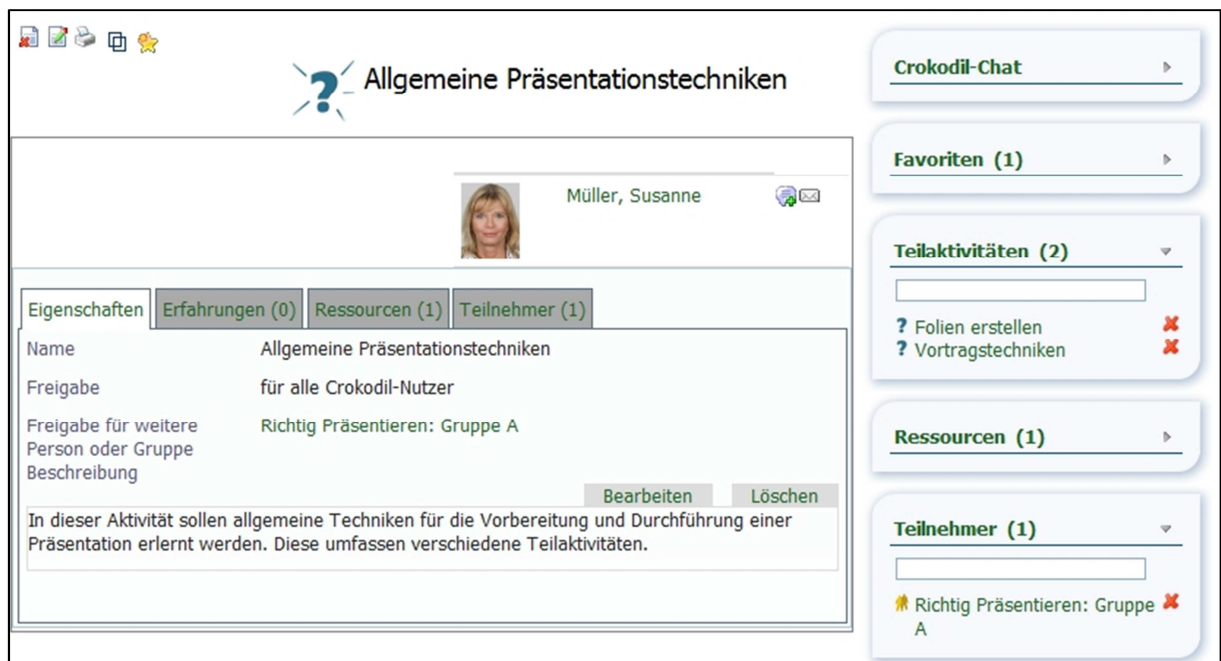 Allgemeine Präsentationstechniken
Müller, Susanne
Eigenschaften Erfahrungen (0) Ressourcen (1) Teilnehmer (1)
Name Allgemeine Präsentationstechniken
Freigabe für alle Crokodil-Nutzer
Freigabe für weitere Richtig Präsentieren: Gruppe A
Person oder Gruppe
Beschreibung
Bearbeiten Löschen
In dieser Aktivität sollen allgemeine Techniken für die Vorbereitung und Durchführung einer
Präsentation erlernt werden. Diese umfassen verschiedene Teilaktivitäten.
Crokodil-Chat
Favoriten (1)
Teilaktivitäten (2)
? Folien erstellen
? Vortragstechniken
Ressourcen (1)
Teilnehmer (1)
Richtig Präsentieren: Gruppe
A